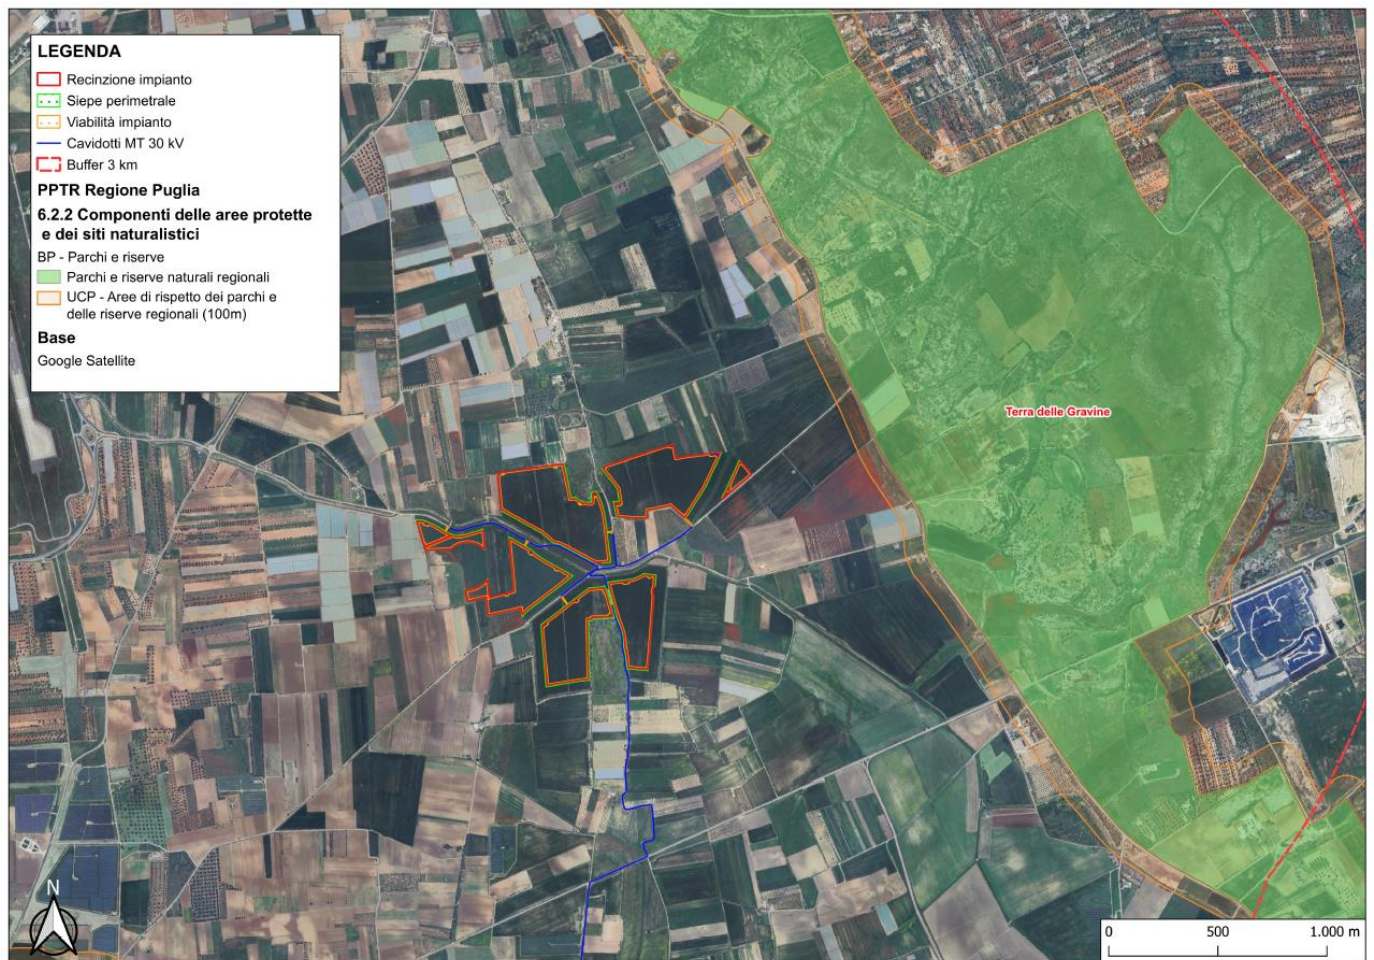 LEGENDA
Recinzione impianto
Siepe perimetrale
Viabilità impianto
Cavidotti MT 30 kV
Buffer 3 km
PPTR Regione Puglia
6.2.2 Componenti delle aree protette
e dei siti naturalistici
BP - Parchi e riserve
Parchi e riserve naturali regionali
UCP - Aree di rispetto dei parchi e
delle riserve regionali (100m)
Base
Google Satellite
Terra delle Gravine
N
0 500 1.000 m